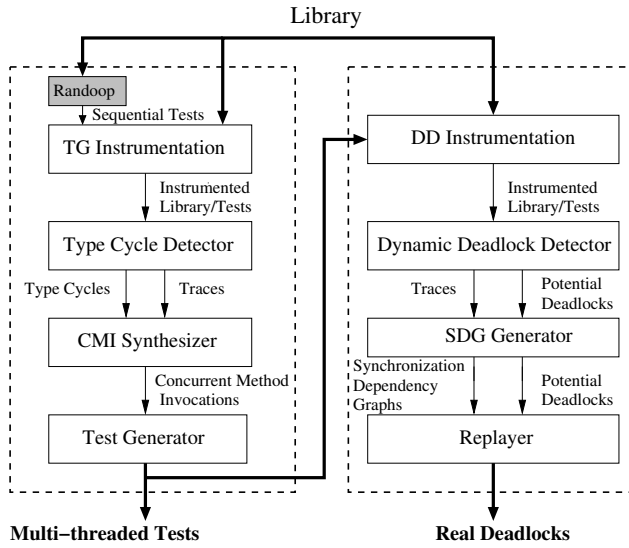 Library
Randoop
Sequential Tests
TG Instrumentation
Instrumented
Library/Tests
Type Cycle Detector
Type Cycles
Traces
CMI Synthesizer
Concurrent Method
Invocations
Test Generator
Multi−threaded Tests
DD Instrumentation
Instrumented
Library/Tests
Dynamic Deadlock Detector
Traces
Potential
Deadlocks
SDG Generator
Synchronization
Dependency
Graphs
Potential
Deadlocks
Replayer
Real Deadlocks